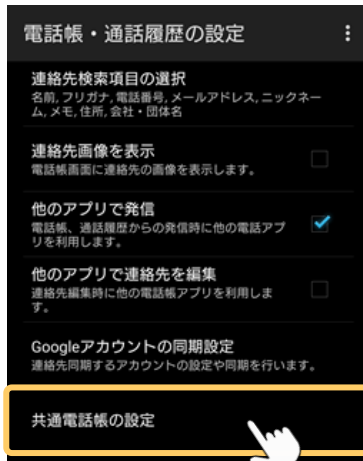 電話帳・通話履歴の設定
連絡先検索項目の選択
名前, フリガナ, 電話番号, メールアドレス, ニックネー
ム, メモ, 住所, 会社・団体名
連絡先画像を表示
電話帳画面に連絡先の画像を表示します。
他のアプリで発信
電話帳、通話履歴からの発信時に他の電話アプ
リを利用します。
他のアプリで連絡先を編集
連絡先編集時に他の電話帳アプリを利用しま
す。
Googleアカウントの同期設定
連絡先同期するアカウントの設定や同期を行います。
共通電話帳の設定